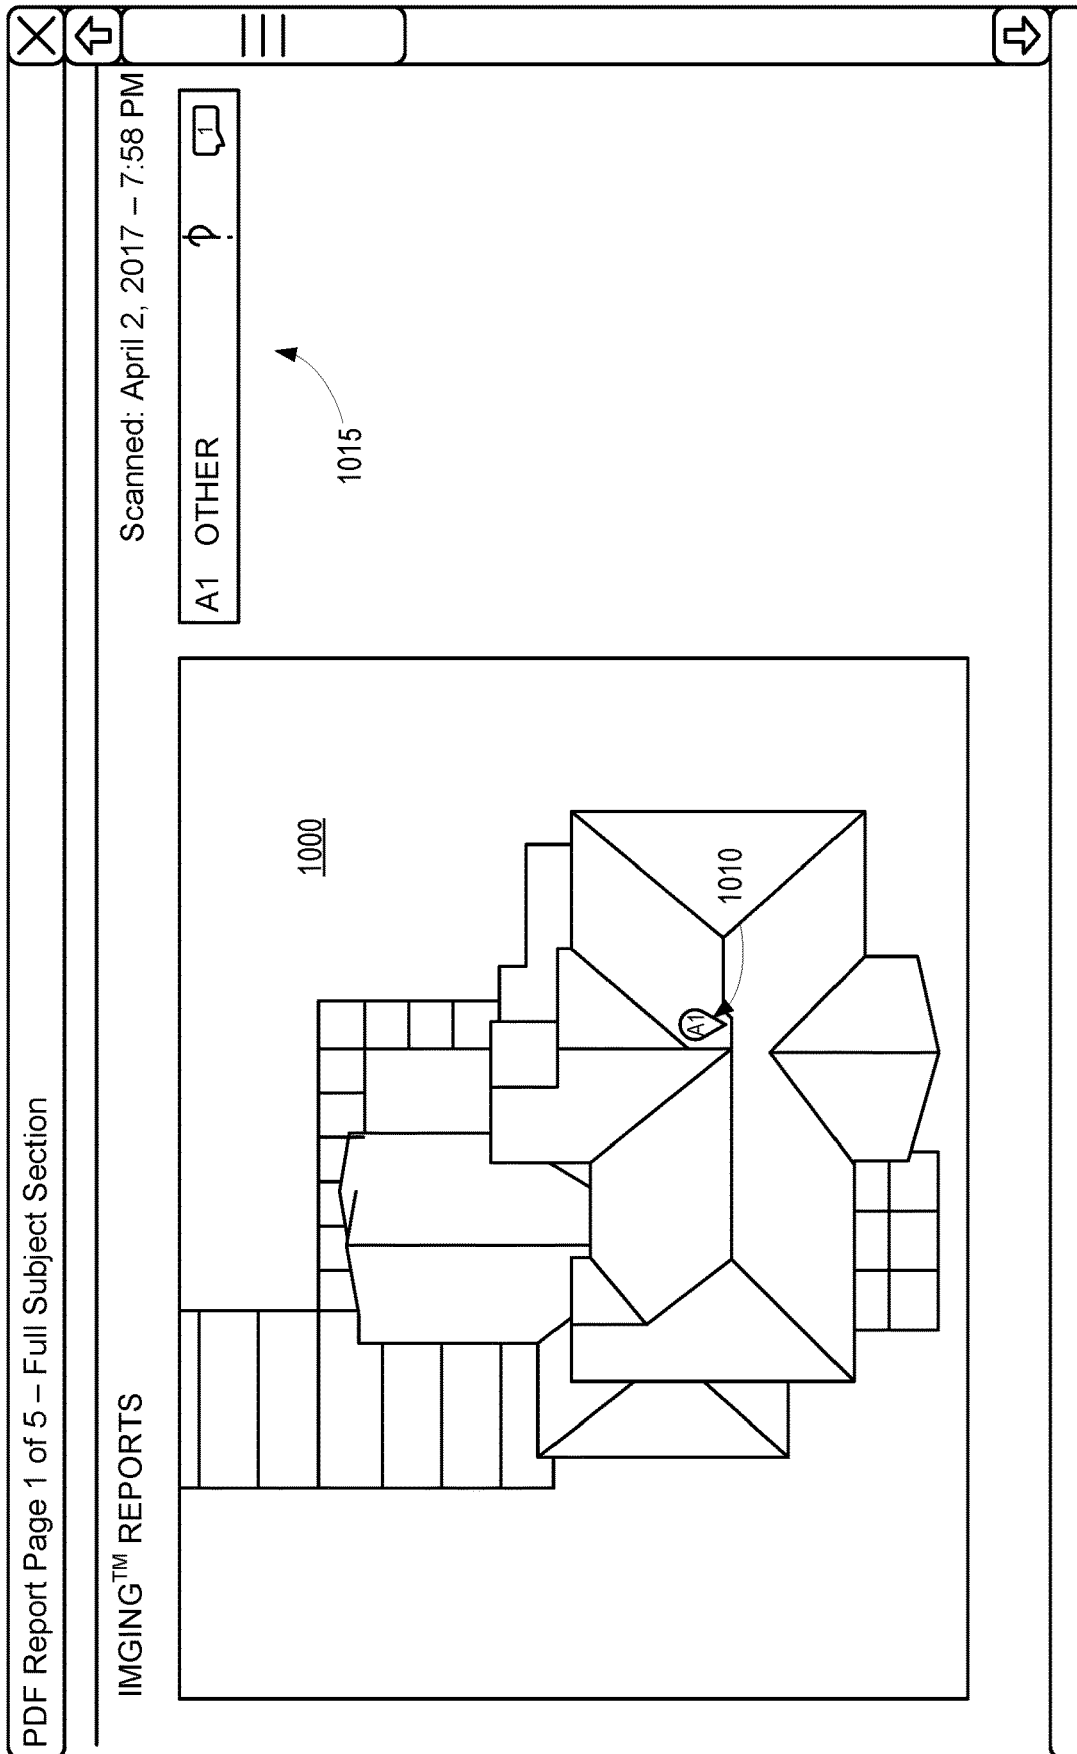 PDF Report Page 1 of 5 – Full Subject Section
IMGING™ REPORTS
Scanned: April 2, 2017 – 7:58 PM
A1 OTHER ? 1
1015
1000
1010
A1